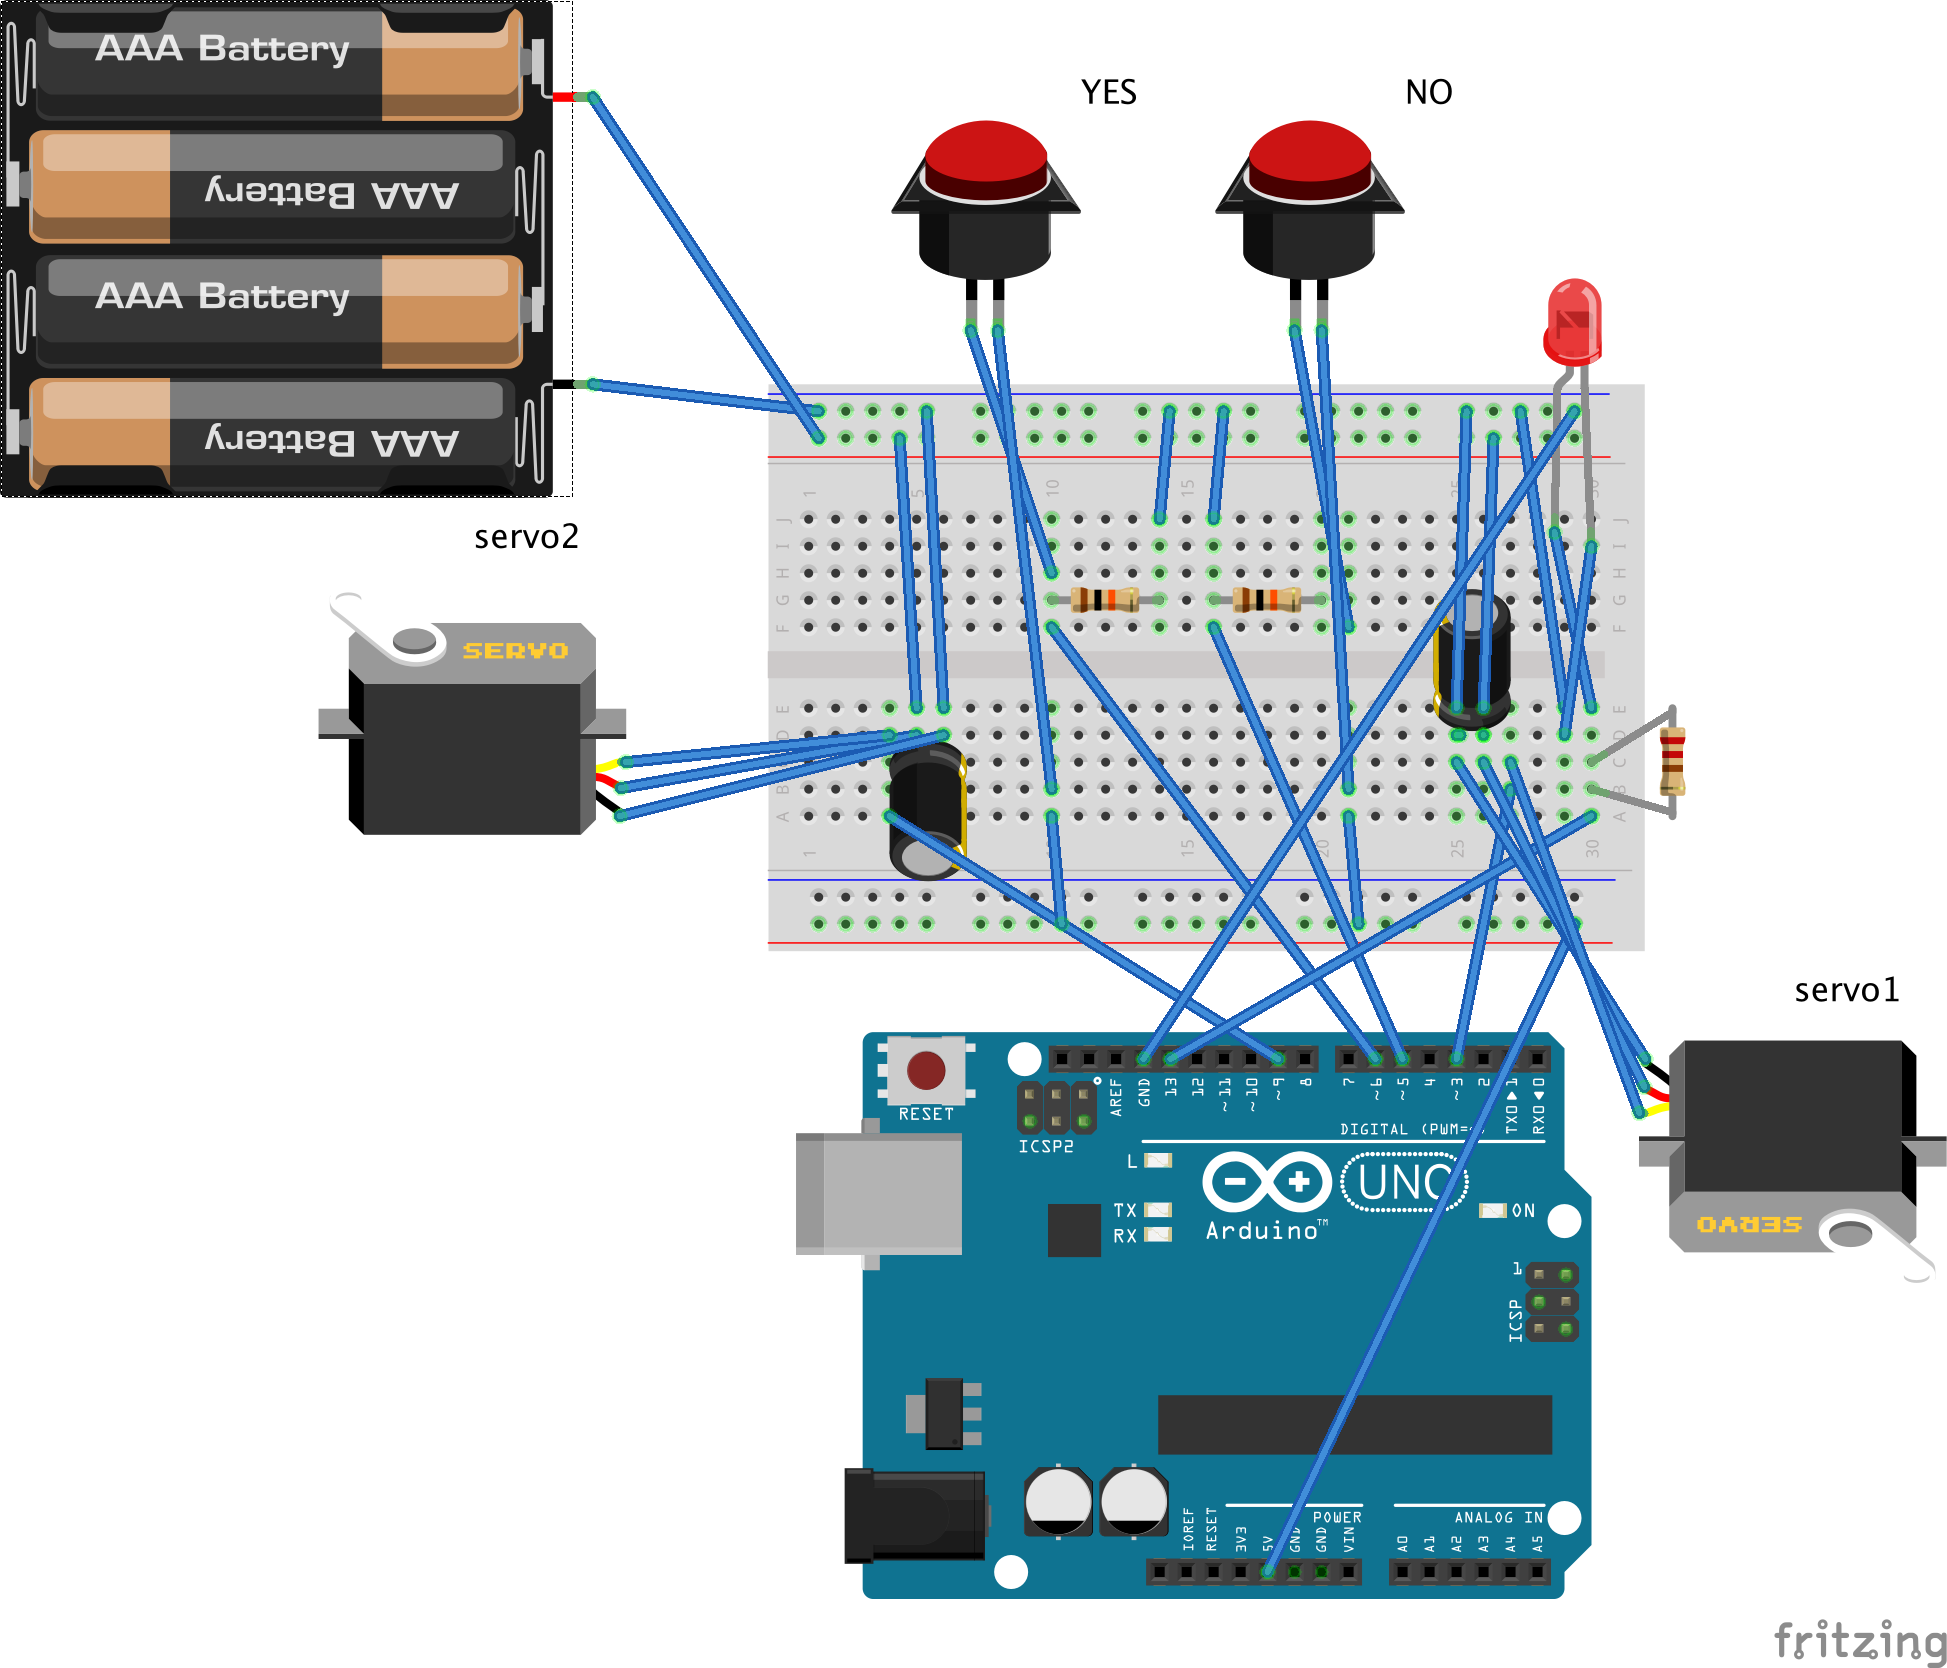 AAA Battery
AAA Battery
AAA Battery
AAA Battery
YES
NO
servo2
SERVO
1
5
10
15
25
30
J
I
H
G
F
E
D
C
B
A
J
I
H
G
F
E
D
C
B
A
1
15
20
25
30
servo1
SERVO
RESET
ICSP2
AREF
GND
13
12
~11
~10
~9
8
7
~6
~5
4
~3
2
TX0▶1
RX0◀0
DIGITAL (PWM=
L
TX
RX
UNO
Arduino™
ON
1
ICSP
IOREF
RESET
3V3
5V
GND
GND
VIN
POWER
ANALOG IN
A0
A1
A2
A3
A4
A5
fritzing